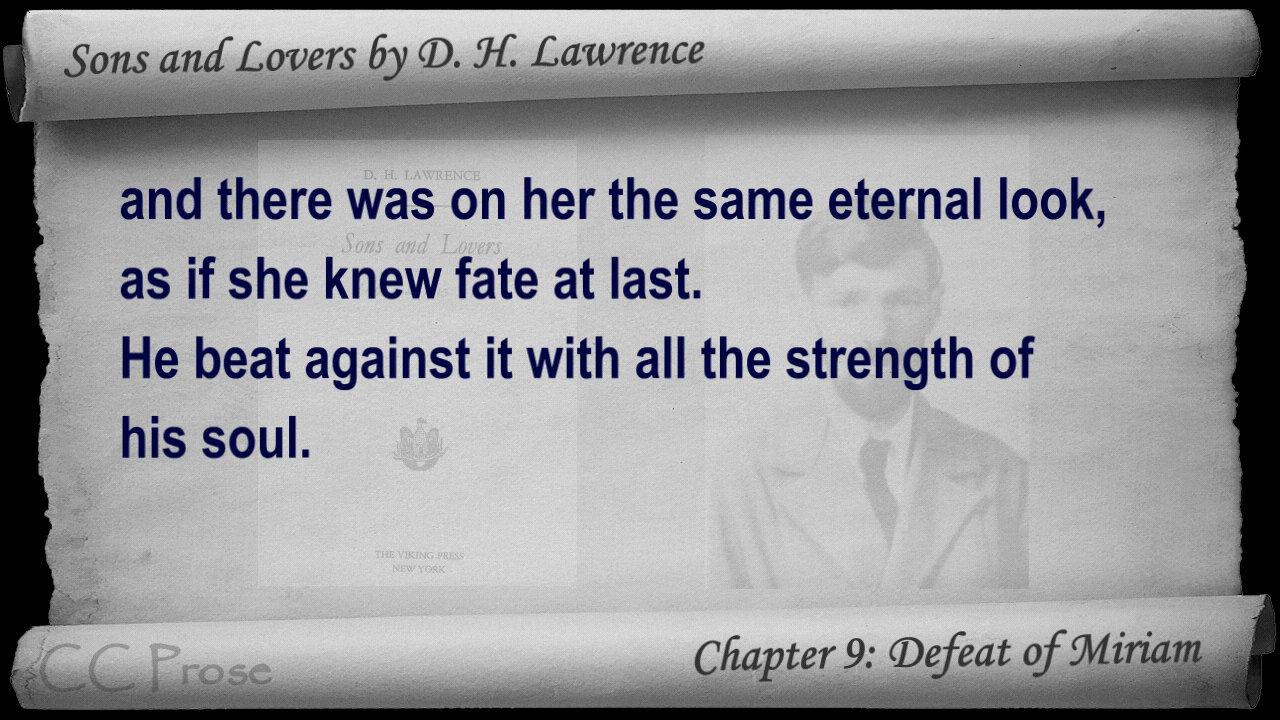 Sons and Lovers by D. H. Lawrence
D. H. LAWRENCE
Sons and Lovers
and there was on her the same eternal look,
as if she knew fate at last.
He beat against it with all the strength of
his soul.
THE VIKING PRESS
NEW YORK
CC Prose
Chapter 9: Defeat of Miriam